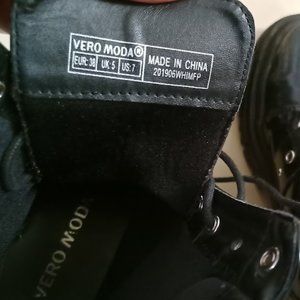 VERO MODA®
EUR: 38 UK: 5 US: 7
MADE IN CHINA
201906WHIMFP
VERO MODA